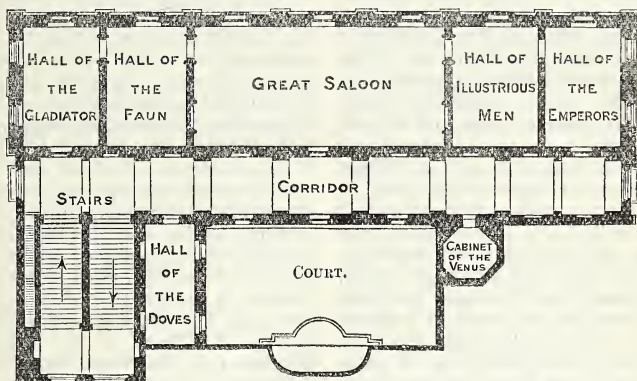 HALL OF
THE
GLADIATOR
HALL OF
THE
FAUN
GREAT SALOON
HALL OF
ILLUSTRIOUS
MEN
HALL OF
THE
EMPERORS
STAIRS
CORRIDOR
HALL
OF
THE
DOVES
COURT.
CABINET
OF THE
VENUS